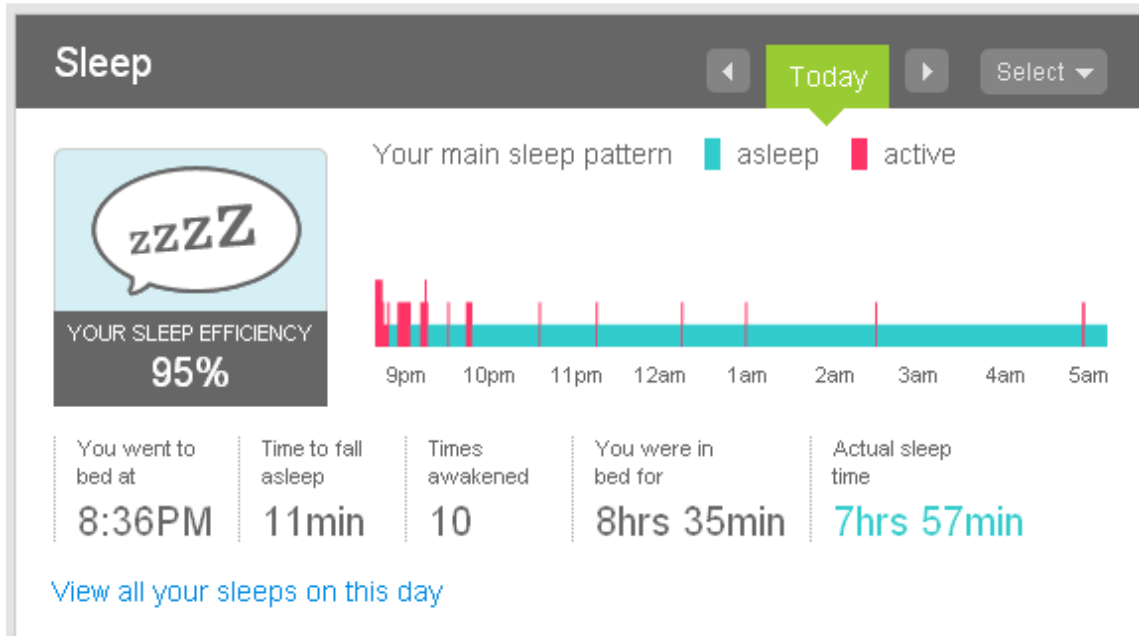 Sleep
Today
Select
Your main sleep pattern asleep active
zzzZ
YOUR SLEEP EFFICIENCY
95%
9pm 10pm 11pm 12am 1am 2am 3am 4am 5am
You went to
bed at
8:36PM
Time to fall
asleep
11min
Times
awakened
10
You were in
bed for
8hrs 35min
Actual sleep
time
7hrs 57min
View all your sleeps on this day